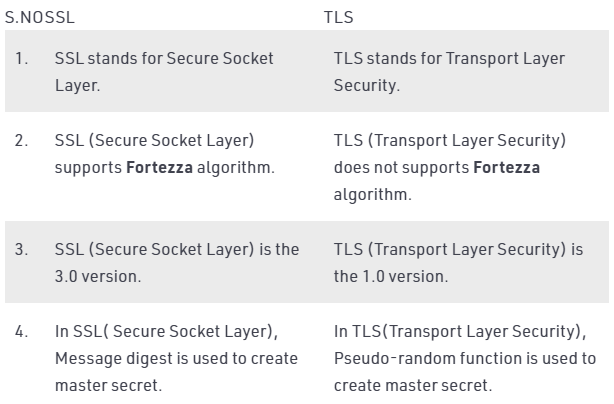 S.NOSSL TLS
1. SSL stands for Secure Socket Layer. TLS stands for Transport Layer Security.
2. SSL (Secure Socket Layer) supports Fortezza algorithm. TLS (Transport Layer Security) does not supports Fortezza algorithm.
3. SSL (Secure Socket Layer) is the 3.0 version. TLS (Transport Layer Security) is the 1.0 version.
4. In SSL( Secure Socket Layer), Message digest is used to create master secret. In TLS(Transport Layer Security), Pseudo-random function is used to create master secret.